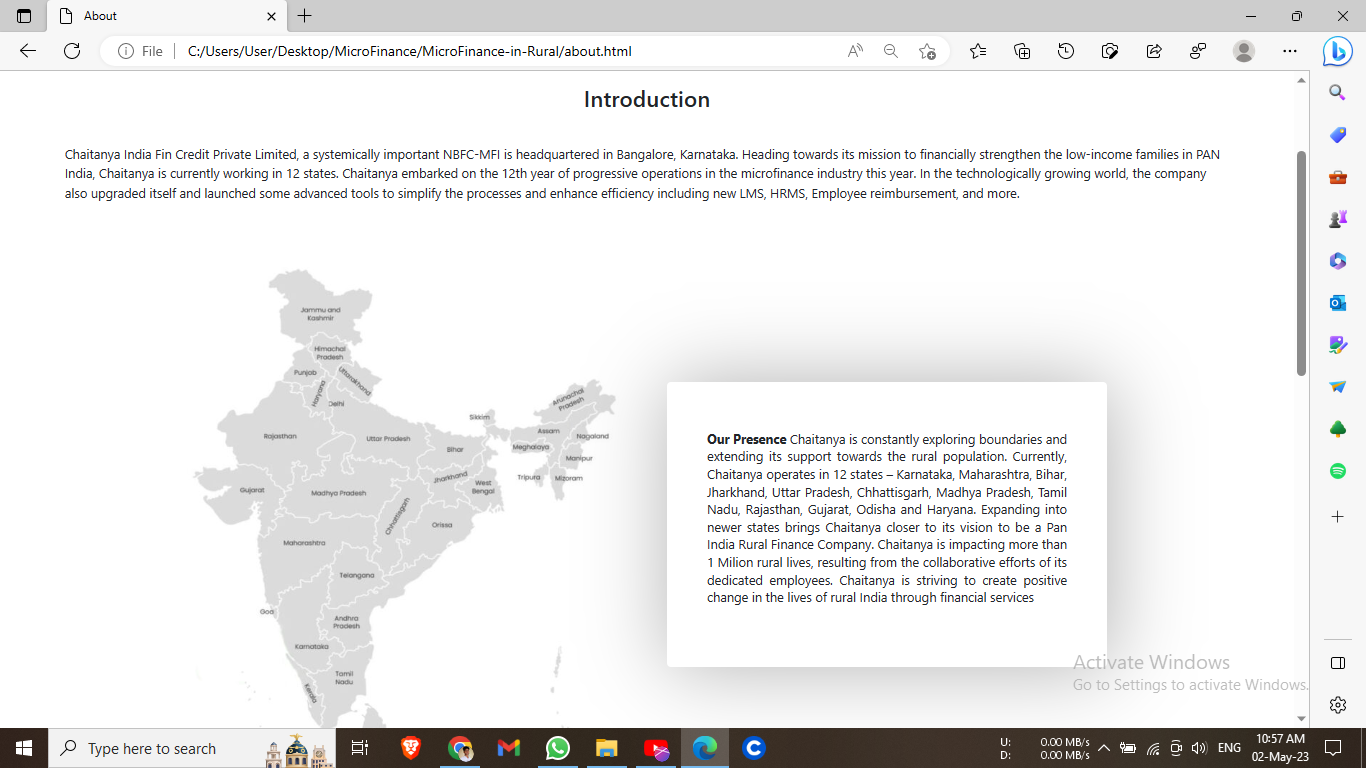 About
File
C:/Users/User/Desktop/MicroFinance/MicroFinance-in-Rural/about.html
Introduction
Chaitanya India Fin Credit Private Limited, a systemically important NBFC-MFI is headquartered in Bangalore, Karnataka. Heading towards its mission to financially strengthen the low-income families in PAN
India, Chaitanya is currently working in 12 states. Chaitanya embarked on the 12th year of progressive operations in the microfinance industry this year. In the technologically growing world, the company
also upgraded itself and launched some advanced tools to simplify the processes and enhance efficiency including new LMS, HRMS, Employee reimbursement, and more.
Jammu and
Kashmir
Himachal
Pradesh
Punjab
Uttarakhand
Haryana
Delhi
Arunachal
Pradesh
Sikkim
Rajasthan
Uttar Pradesh
Assam
Nagaland
Bihar
Meghalaya
Manipur
Jharkhand
Tripura
Mizoram
West
Bengal
Gujarat
Madhya Pradesh
Chhattisgarh
Orissa
Maharashtra
Telangana
Goa
Andhra
Pradesh
Karnataka
Tamil
Nadu
Kerala
Our Presence Chaitanya is constantly exploring boundaries and
extending its support towards the rural population. Currently,
Chaitanya operates in 12 states – Karnataka, Maharashtra, Bihar,
Jharkhand, Uttar Pradesh, Chhattisgarh, Madhya Pradesh, Tamil
Nadu, Rajasthan, Gujarat, Odisha and Haryana. Expanding into
newer states brings Chaitanya closer to its vision to be a Pan
India Rural Finance Company. Chaitanya is impacting more than
1 Milion rural lives, resulting from the collaborative efforts of its
dedicated employees. Chaitanya is striving to create positive
change in the lives of rural India through financial services
Activate Windows
Go to Settings to activate Windows.
Type here to search
U: 0.00 MB/s
D: 0.00 MB/s
ENG
10:57 AM
02-May-23